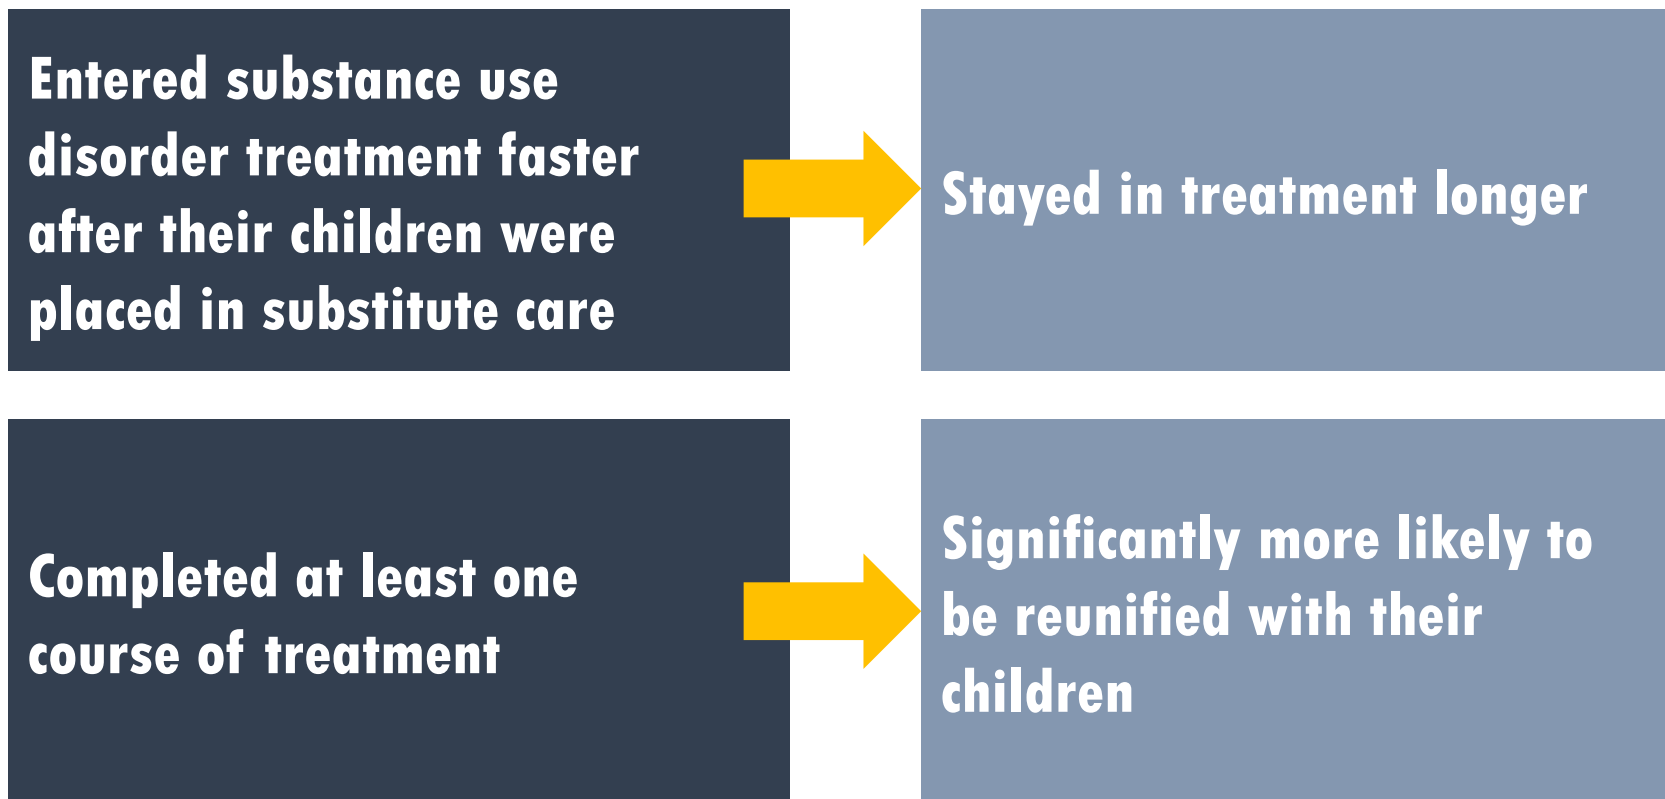 Entered substance use
disorder treatment faster
after their children were
placed in substitute care
Stayed in treatment longer
Completed at least one
course of treatment
Significantly more likely to
be reunified with their
children